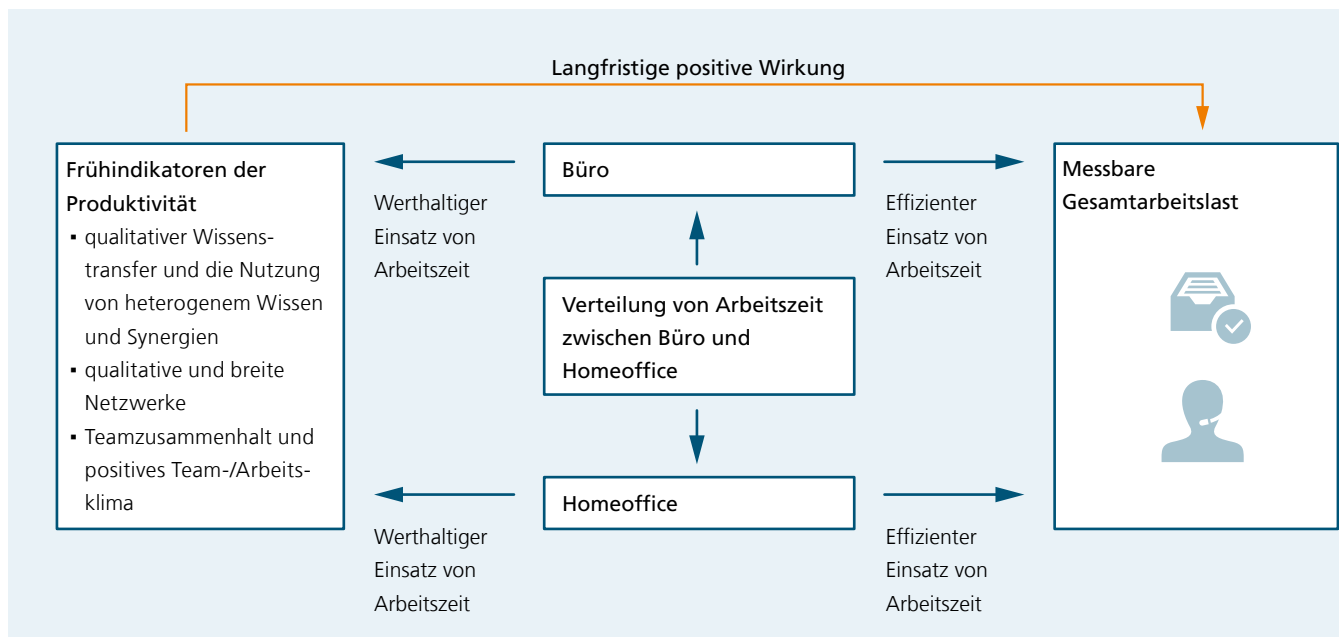 Langfristige positive Wirkung
Frühindikatoren der
Produktivität
▪ qualitativer Wissens-
transfer und die Nutzung
von heterogenem Wissen
und Synergien
▪ qualitative und breite
Netzwerke
▪ Teamzusammenhalt und
positives Team-/Arbeits-
klima
Werthaltiger
Einsatz von
Arbeitszeit
Büro
Effizienter
Einsatz von
Arbeitszeit
Verteilung von Arbeitszeit
zwischen Büro und
Homeoffice
Werthaltiger
Einsatz von
Arbeitszeit
Homeoffice
Effizienter
Einsatz von
Arbeitszeit
Messbare
Gesamtarbeitslast